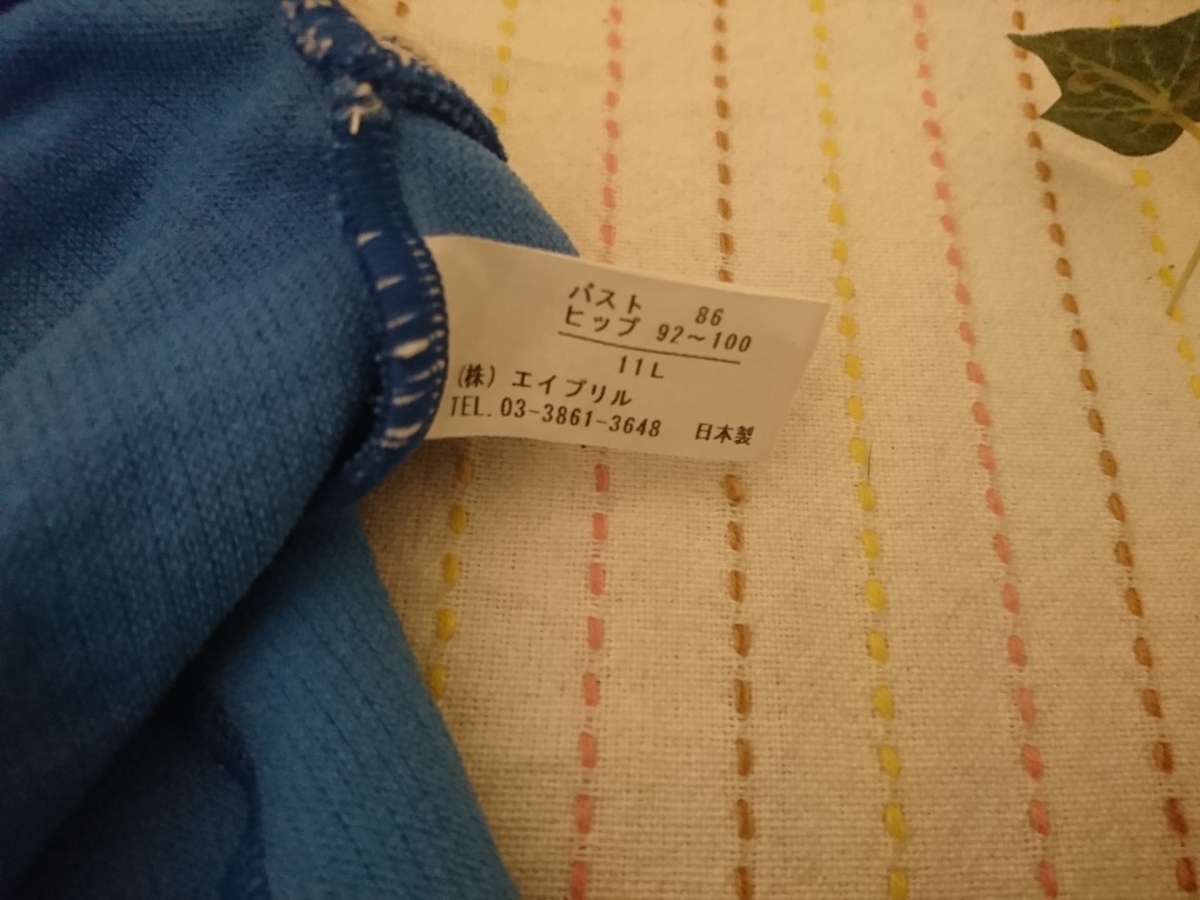 バスト 86
ヒップ 92～100
11L
(株) エイプリル
TEL. 03-3861-3648 日本製